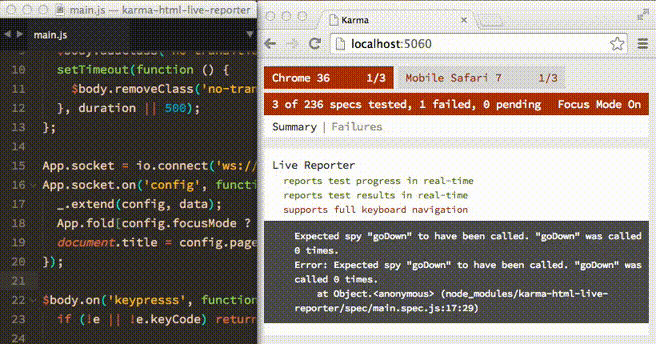 main.js — karma-html-live-reporter
main.js
10 setTimeout(function () {
11 $body.removeClass('no-tran
12 }, duration || 500);
13 };
14
15 App.socket = io.connect('ws://
16 App.socket.on('config', functi
17 _.extend(config, data);
18 App.fold[config.focusMode ?
19 document.title = config.page
20 });
21
22 $body.on('keypresss', function
23 if (!e || !e.keyCode) return
24
Karma
localhost:5060
Chrome 36 1/3 Mobile Safari 7 1/3
3 of 236 specs tested, 1 failed, 0 pending Focus Mode On
Summary | Failures
Live Reporter
reports test progress in real-time
reports test results in real-time
supports full keyboard navigation
Expected spy "goDown" to have been called. "goDown" was called
0 times.
Error: Expected spy "goDown" to have been called. "goDown" was
called 0 times.
at Object.<anonymous> (node_modules/karma-html-live-
reporter/spec/main.spec.js:17:29)